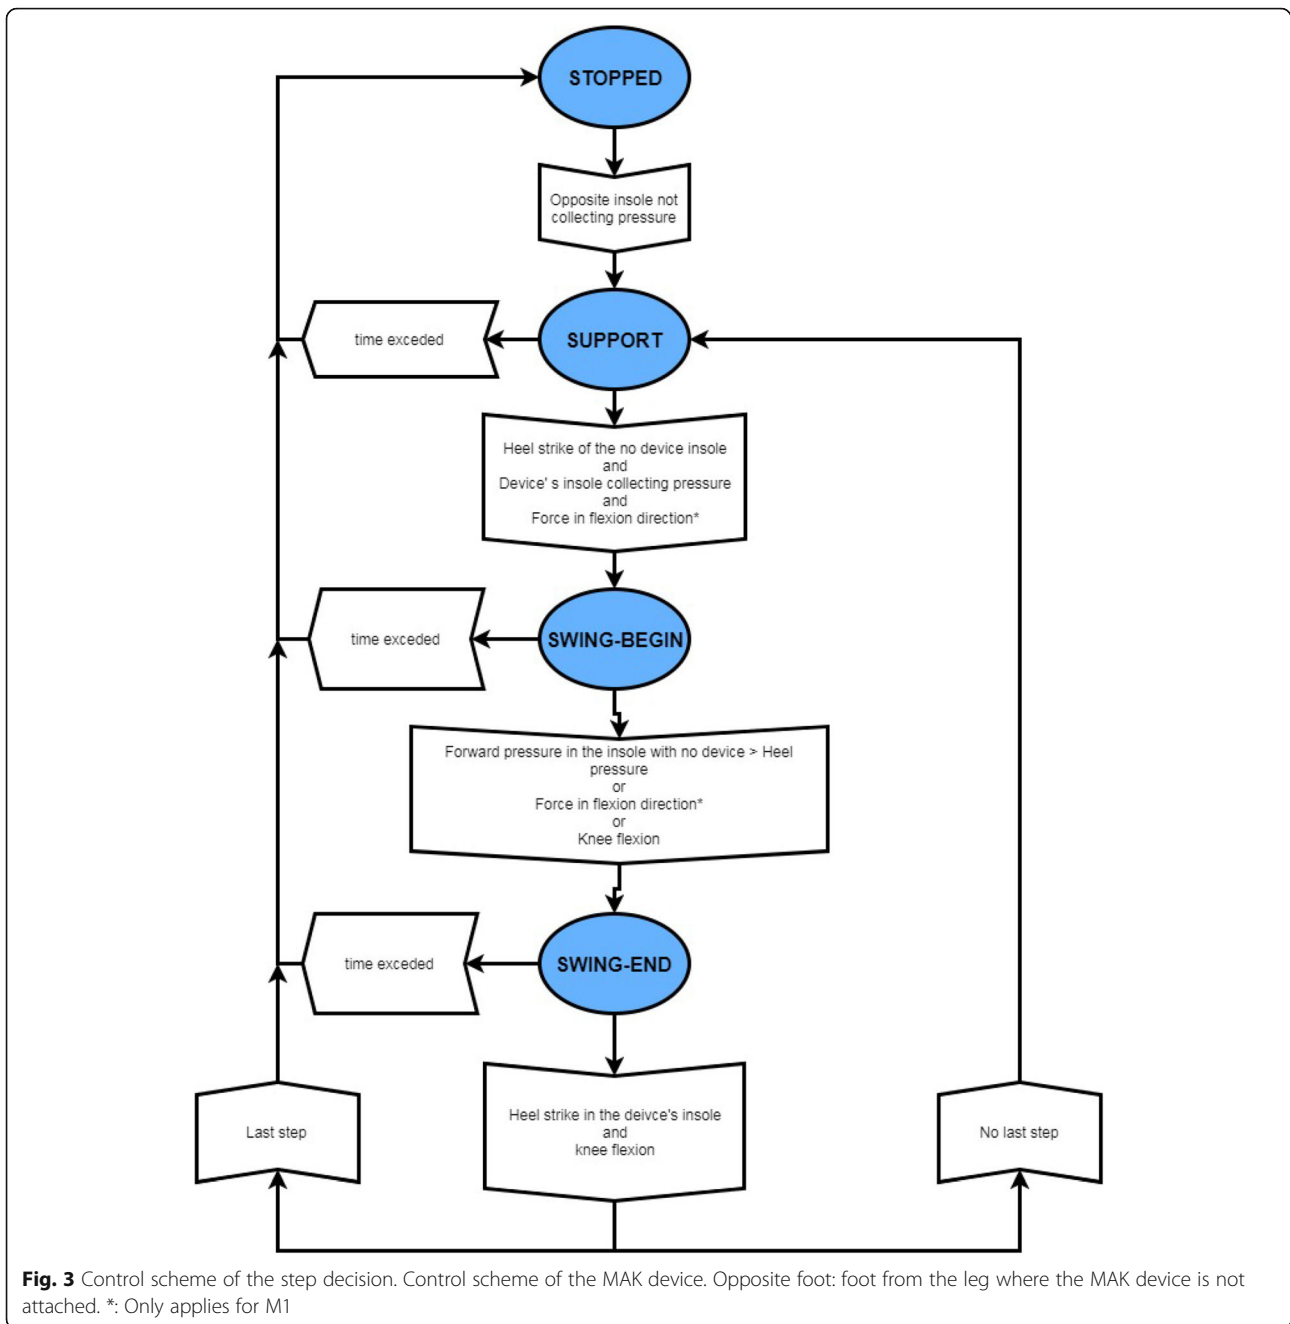 STOPPED
Opposite insole not
collecting pressure
time exceded
SUPPORT
Heel strike of the no device insole
and
Device' s insole collecting pressure
and
Force in flexion direction*
time exceded
SWING-BEGIN
Forward pressure in the insole with no device > Heel
pressure
or
Force in flexion direction*
or
Knee flexion
time exceded
SWING-END
Last step
Heel strike in the deivce's insole
and
knee flexion
No last step
Fig. 3 Control scheme of the step decision. Control scheme of the MAK device. Opposite foot: foot from the leg where the MAK device is not
attached. *: Only applies for M1